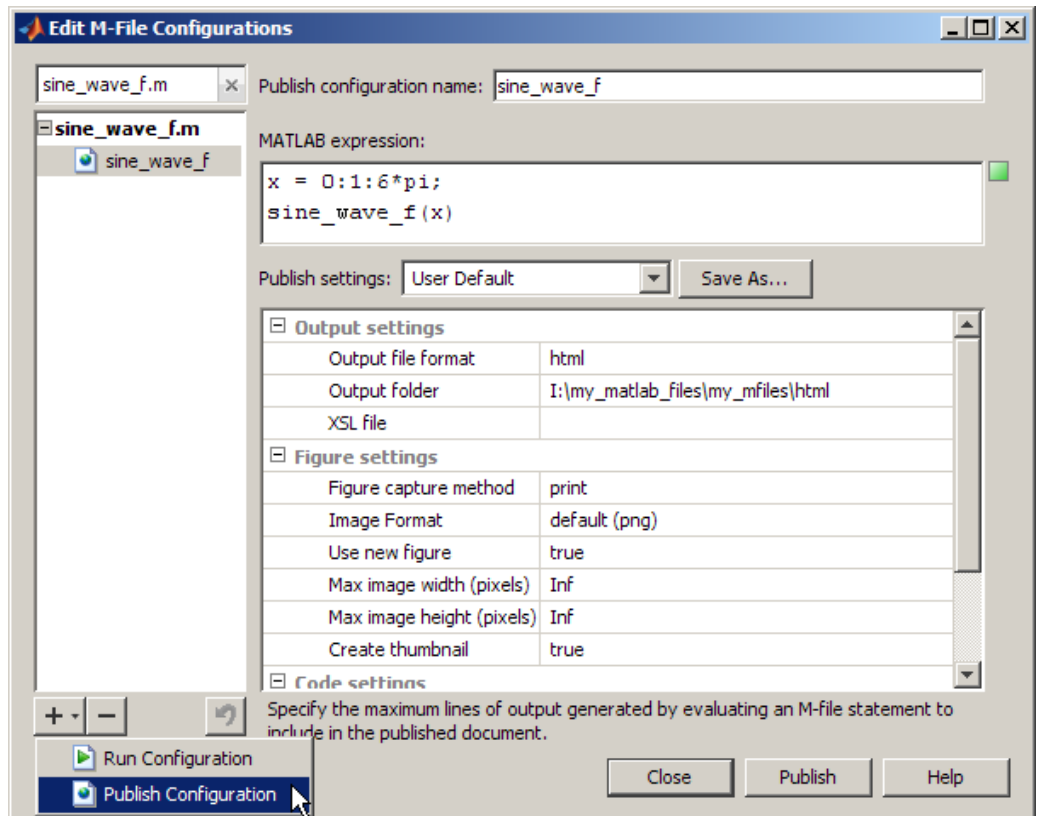 Edit M-File Configurations
sine_wave_f.m
Publish configuration name: sine_wave_f
sine_wave_f.m
sine_wave_f
MATLAB expression:
x = 0:1:6*pi;
sine_wave_f(x)
Publish settings: User Default Save As...
Output settings
Output file format html
Output folder I:\my_matlab_files\my_mfiles\html
XSL file
Figure settings
Figure capture method print
Image Format default (png)
Use new figure true
Max image width (pixels) Inf
Max image height (pixels) Inf
Create thumbnail true
Code settings
Specify the maximum lines of output generated by evaluating an M-file statement to
include in the published document.
Run Configuration
Publish Configuration
Close Publish Help